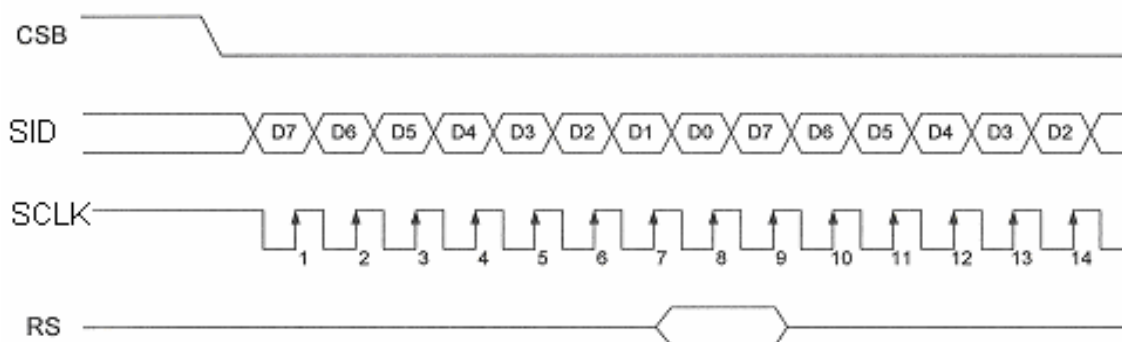 CSB
SID D7 D6 D5 D4 D3 D2 D1 D0 D7 D6 D5 D4 D3 D2
SCLK
1 2 3 4 5 6 7 8 9 10 11 12 13 14
RS